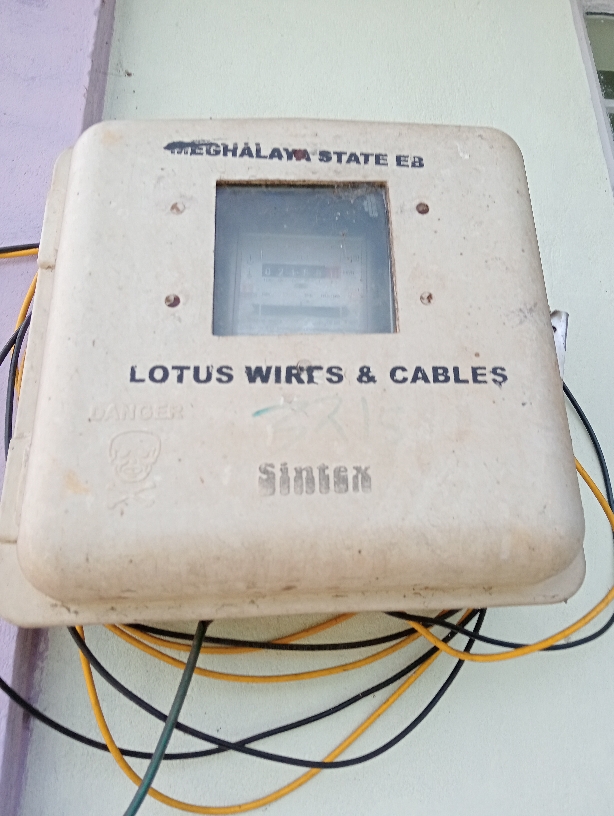 MEGHALAYA STATE EB
LOTUS WIRES & CABLES
DANGER
Sintex